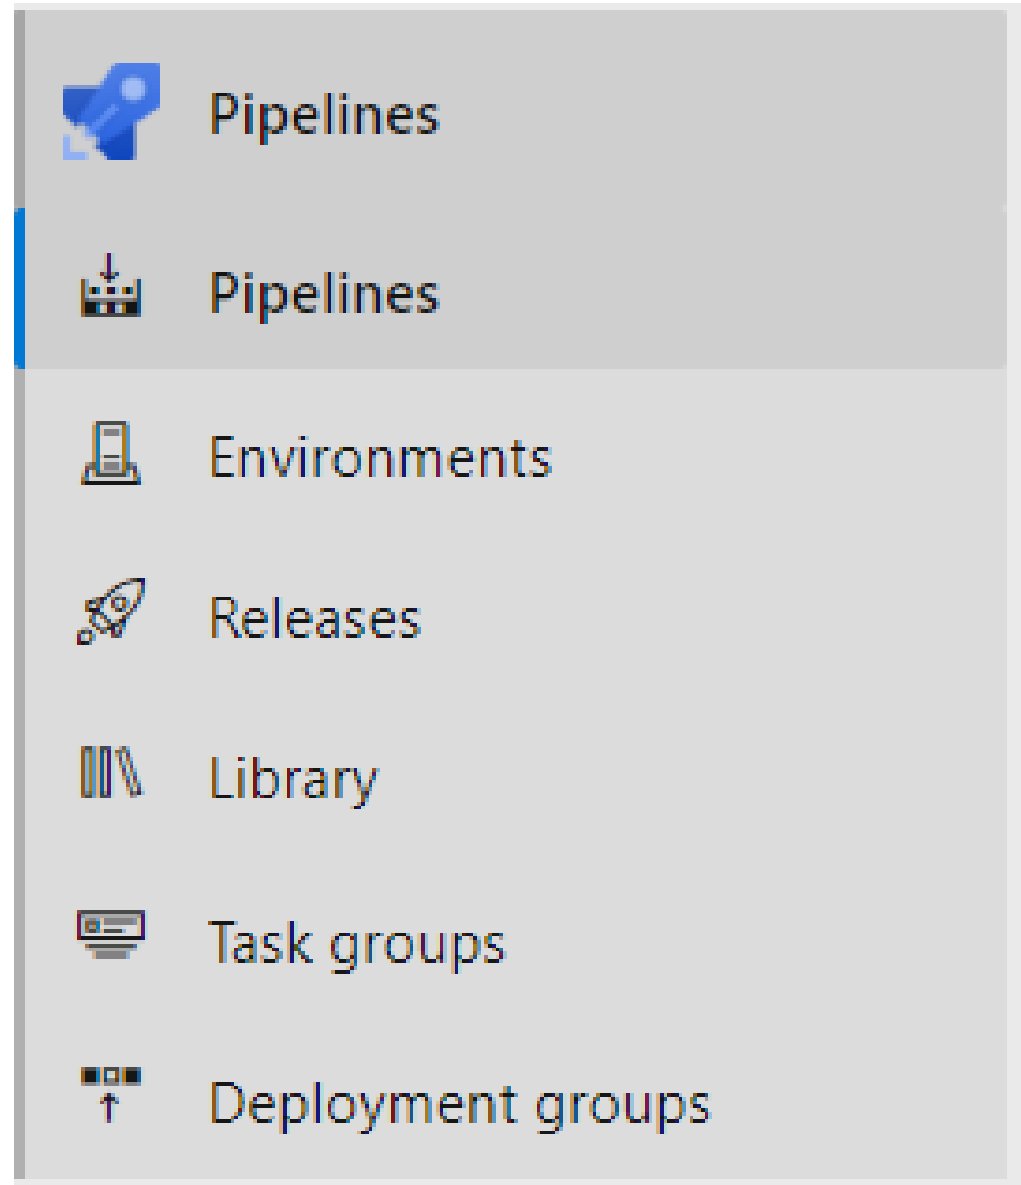 Pipelines
Pipelines
Environments
Releases
Library
Task groups
Deployment groups